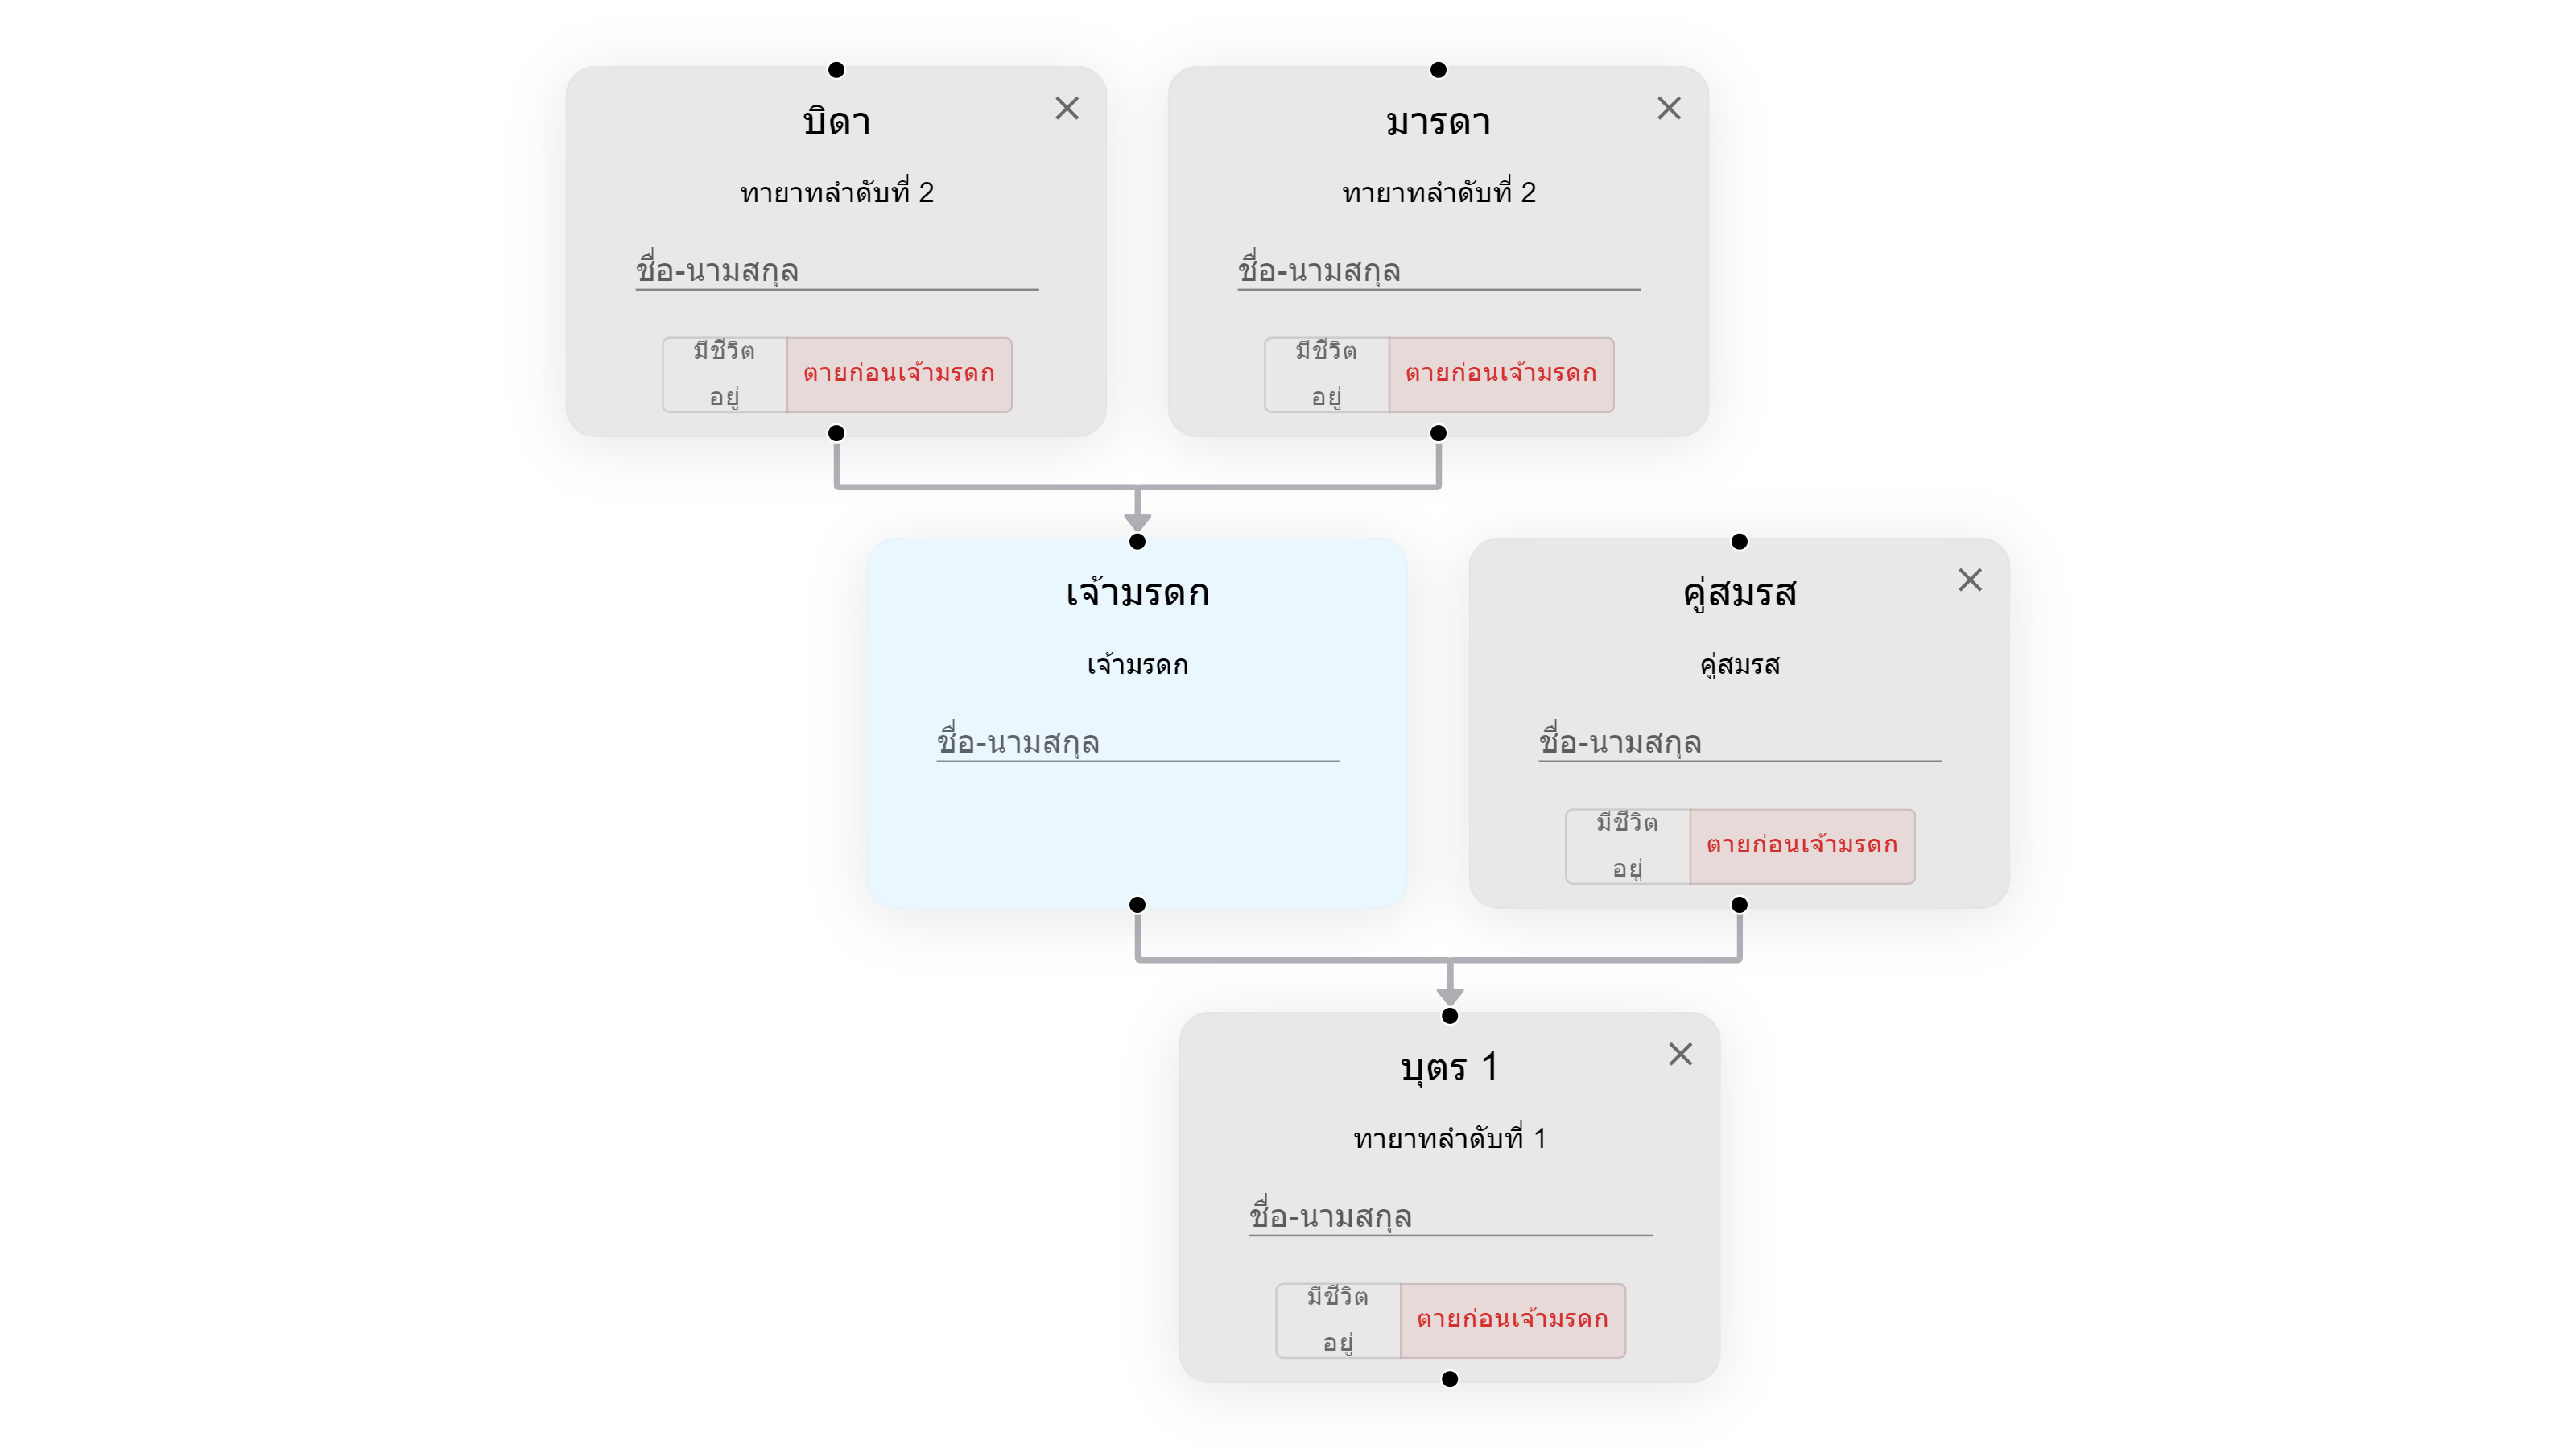 บิดา
ทายาทลำดับที่ 2
ชื่อ-นามสกุล
มีชีวิต
อยู่
ตายก่อนเจ้ามรดก
มารดา
ทายาทลำดับที่ 2
ชื่อ-นามสกุล
มีชีวิต
อยู่
ตายก่อนเจ้ามรดก
เจ้ามรดก
เจ้ามรดก
ชื่อ-นามสกุล
คู่สมรส
คู่สมรส
ชื่อ-นามสกุล
มีชีวิต
อยู่
ตายก่อนเจ้ามรดก
บุตร 1
ทายาทลำดับที่ 1
ชื่อ-นามสกุล
มีชีวิต
อยู่
ตายก่อนเจ้ามรดก